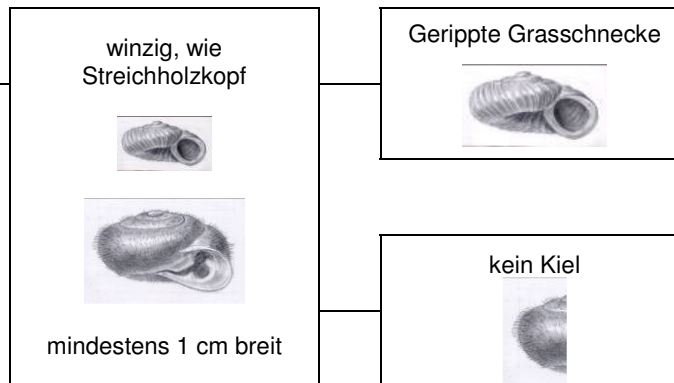 winzig, wie
Streichholzkopf
mindestens 1 cm breit
Gerippte Grasschnecke
kein Kiel